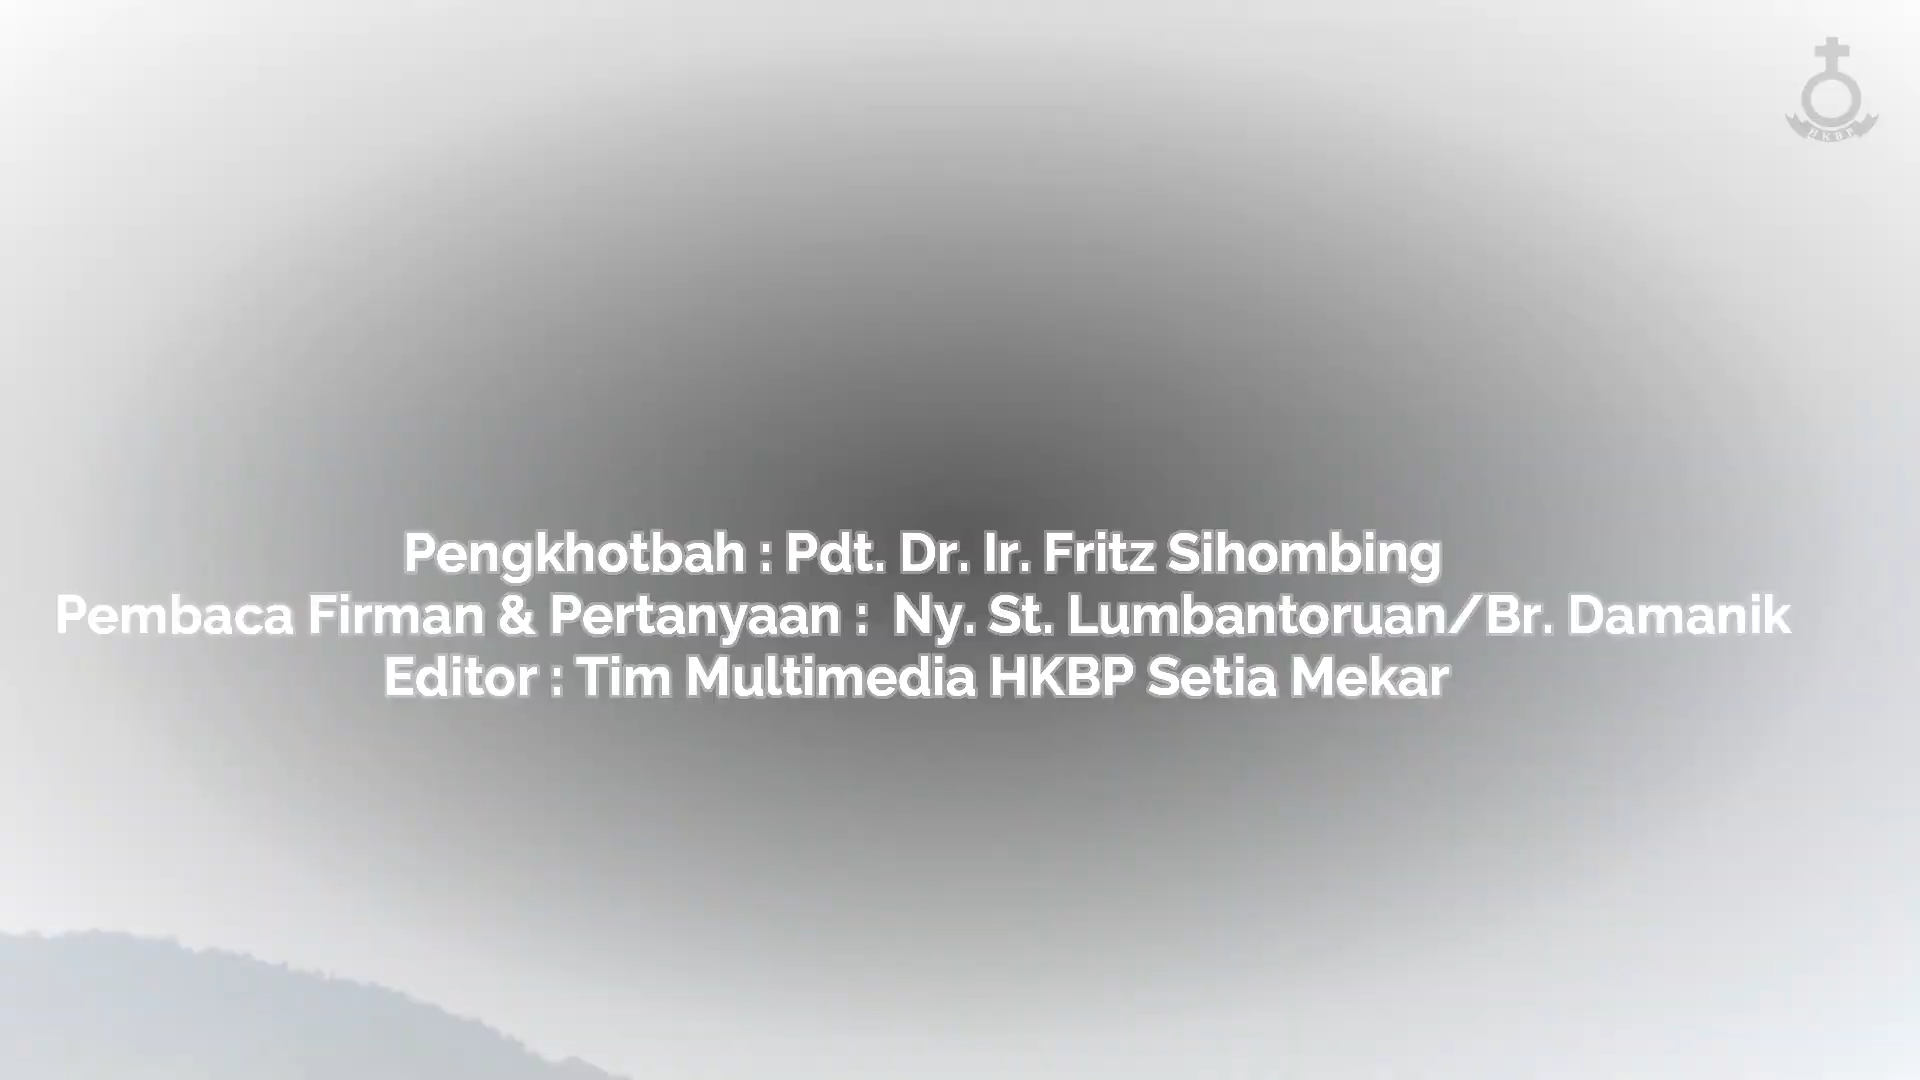 HKBP
Pengkhotbah : Pdt. Dr. Ir. Fritz Sihombing
Pembaca Firman & Pertanyaan : Ny. St. Lumbantoruan/Br. Damanik
Editor : Tim Multimedia HKBP Setia Mekar